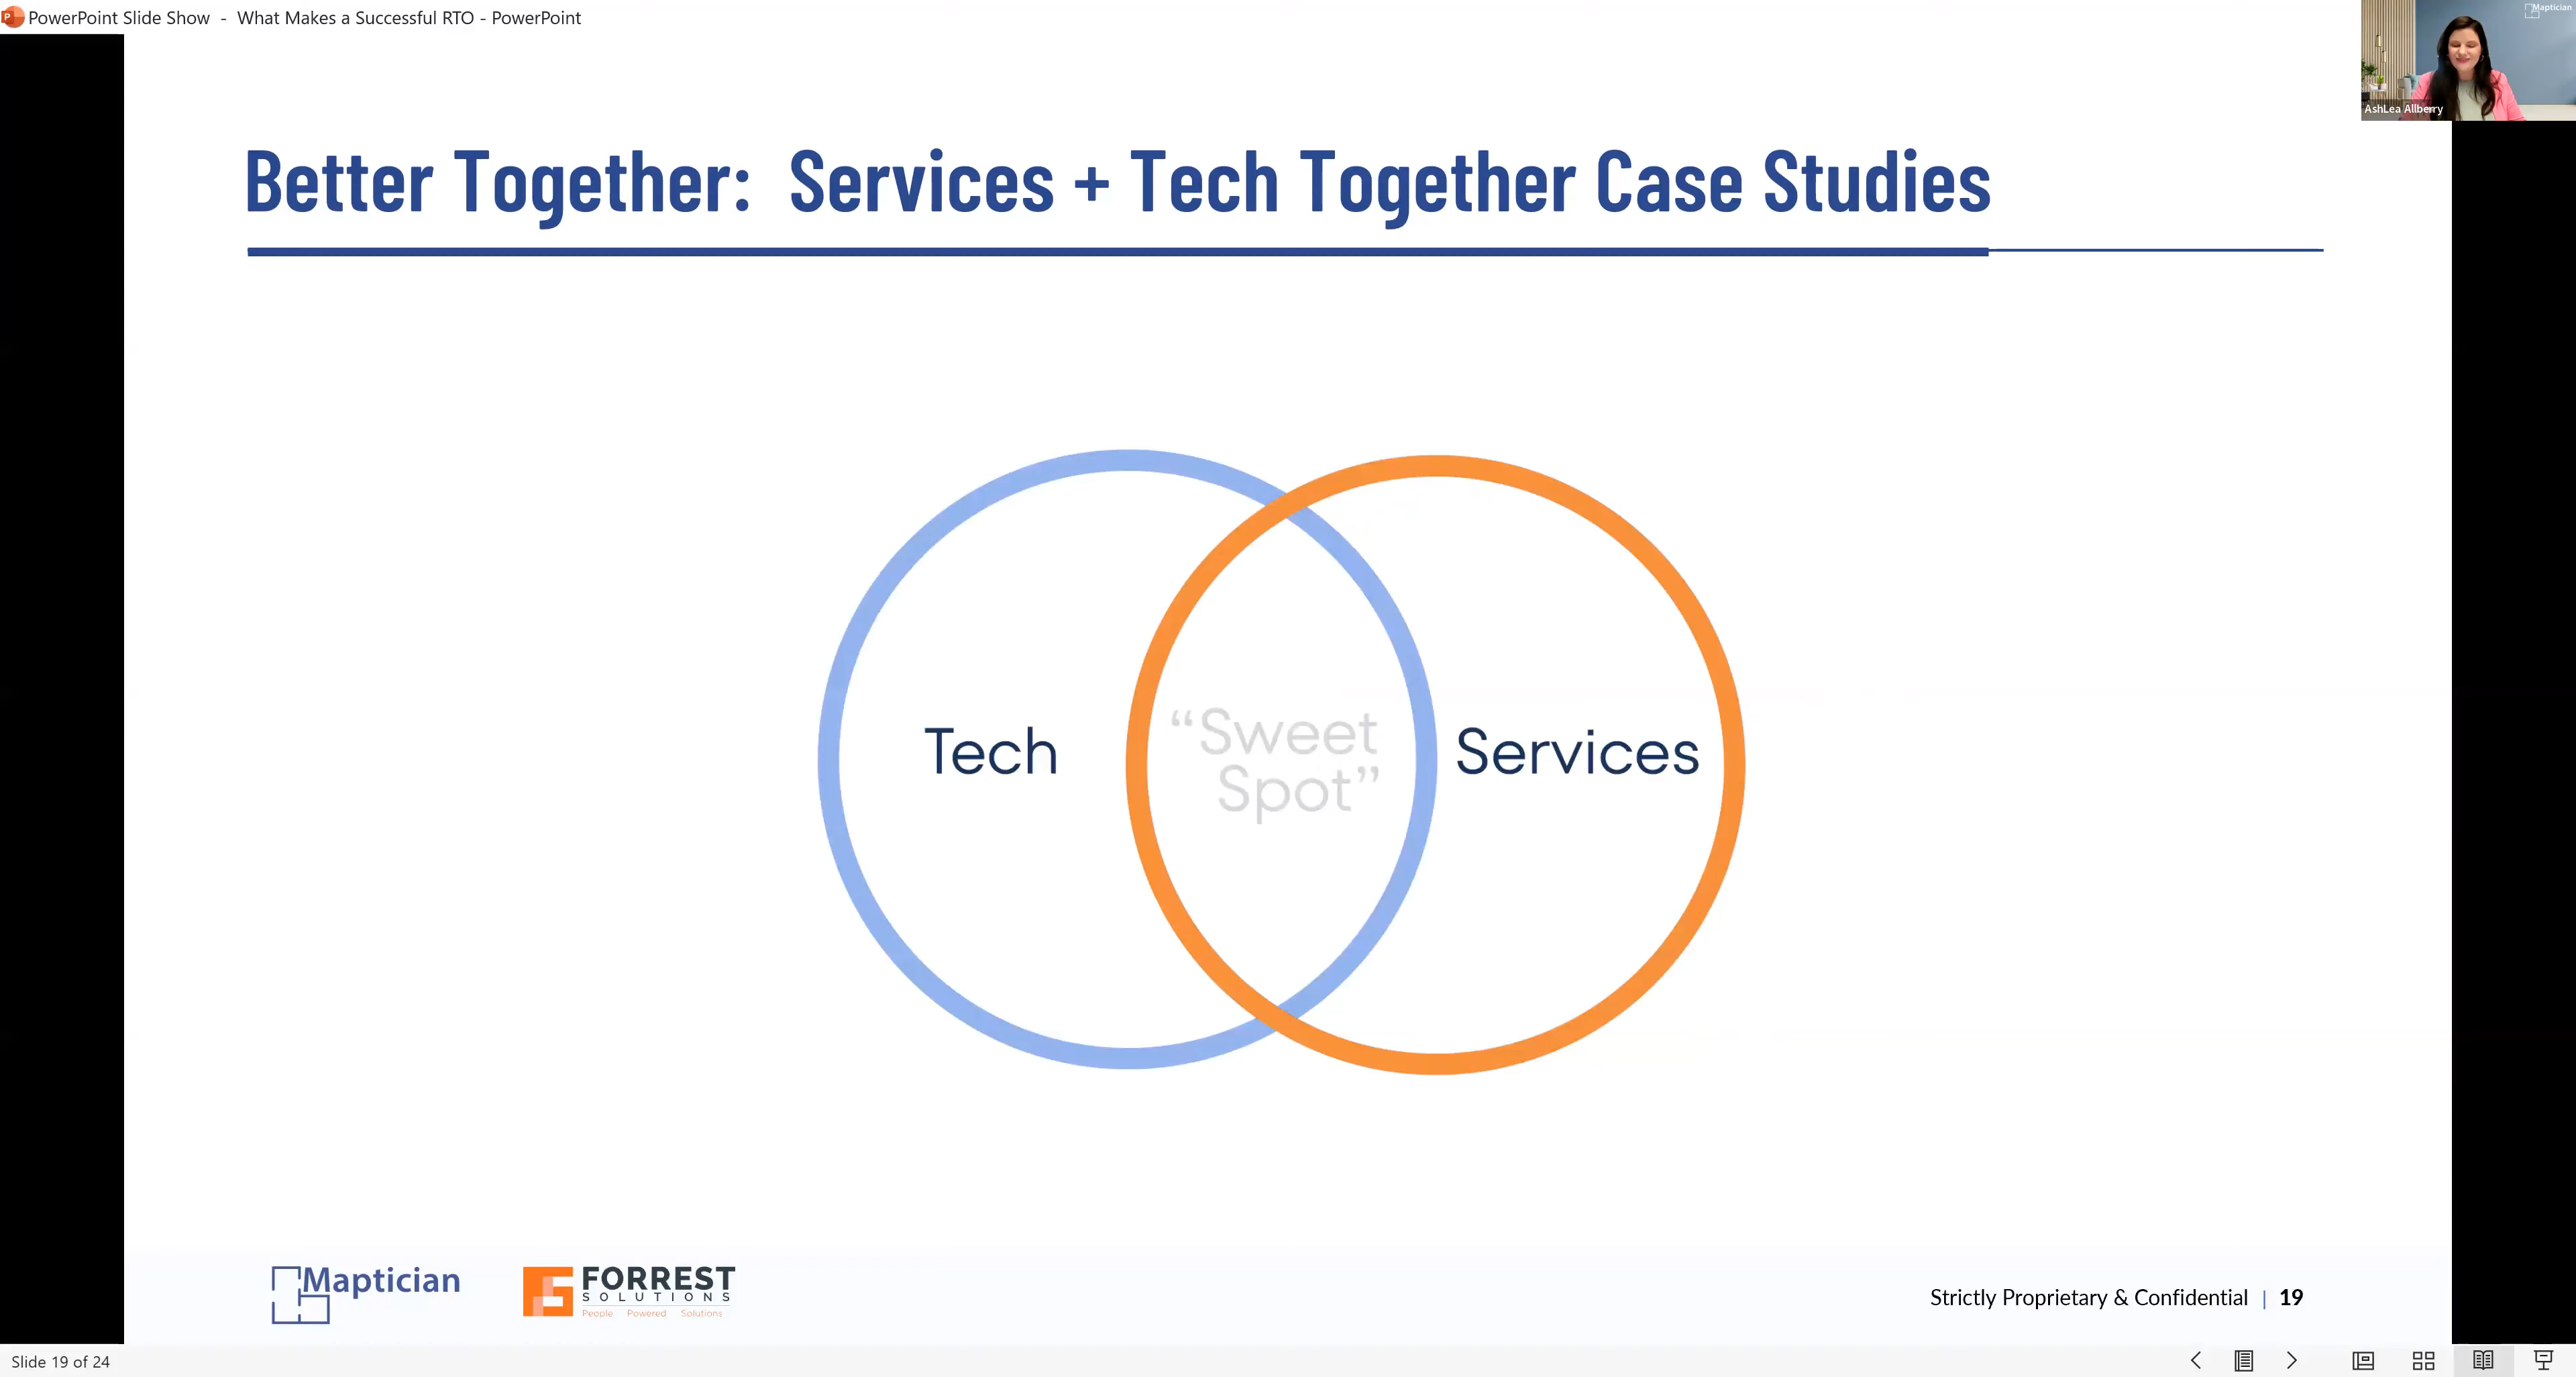 PowerPoint Slide Show - What Makes a Successful RTO - PowerPoint
Maptician
AshLea Allberry
Better Together: Services + Tech Together Case Studies
Tech
“Sweet
Spot”
Services
Maptician
FORREST
SOLUTIONS
People Powered Solutions
Strictly Proprietary & Confidential | 19
Slide 19 of 24